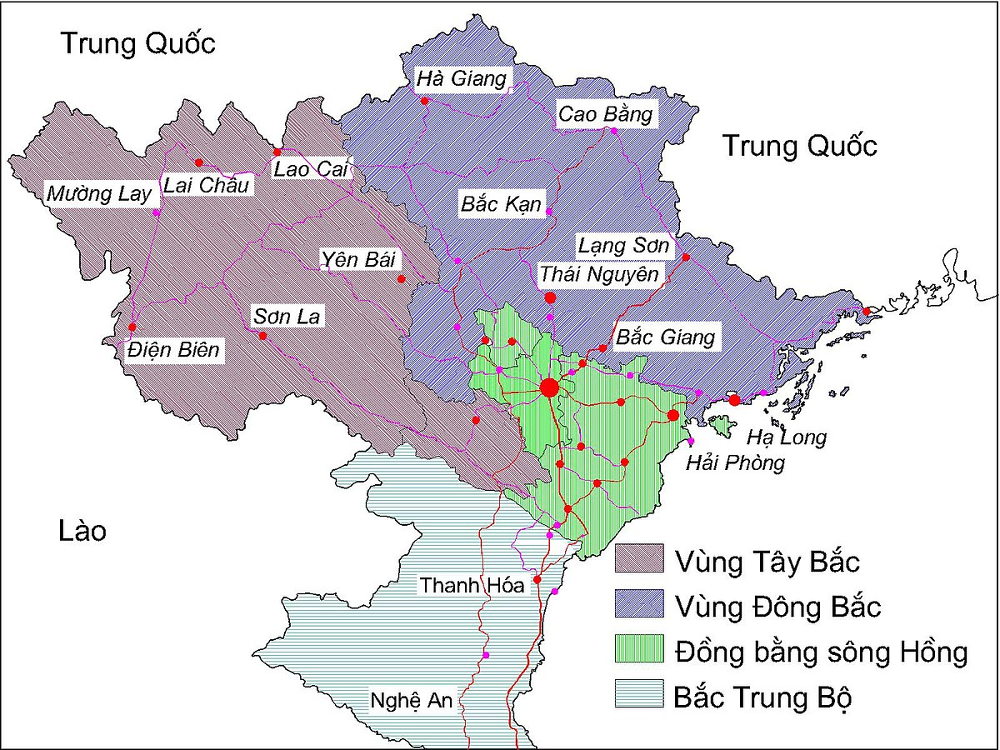 Trung Quốc
Hà Giang
Cao Bằng
Trung Quốc
Lao Cai
Lai Châu
Mường Lay
Bắc Kạn
Lạng Sơn
Yên Bái
Thái Nguyên
Sơn La
Bắc Giang
Điện Biên
Hạ Long
Hải Phòng
Lào
Thanh Hóa
Nghệ An
Vùng Tây Bắc
Vùng Đông Bắc
Đồng bằng sông Hồng
Bắc Trung Bộ